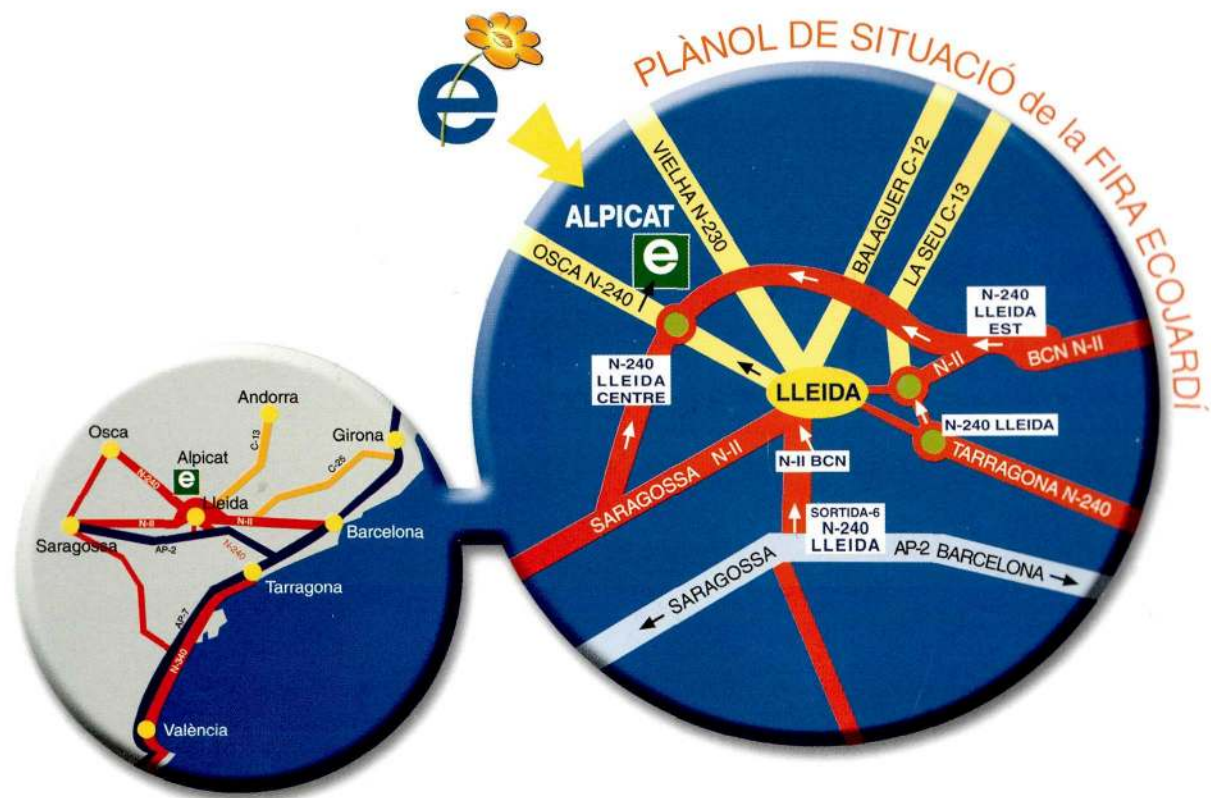 PLÀNOL DE SITUACIÓ de la FIRA ECOJARDÍ
e
ALPICAT
e
OSCA N-240
VIELHA N-230
BALAGUER C-12
LA SEU C-13
N-240
LLEIDA
EST
BCN N-II
N-II
N-240
LLEIDA
CENTRE
LLEIDA
N-240 LLEIDA
N-II BCN
TARRAGONA N-240
SARAGOSSA N-II
SORTIDA-6
N-240
LLEIDA
SARAGOSSA
AP-2 BARCELONA
Andorra
Osca
Girona
C-13
Alpicat
C-25
N-240
e
Lleida
N-II
N-II
Barcelona
Saragossa
AP-2
N-240
Tarragona
AP-7
N-340
València